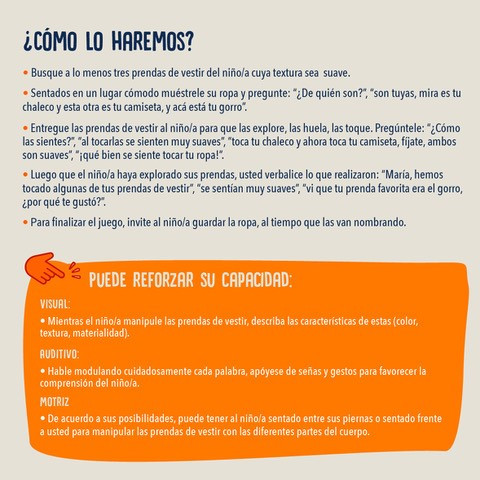 ¿CÓMO LO HAREMOS?
• Busque a lo menos tres prendas de vestir del niño/a cuya textura sea suave.
• Sentados en un lugar cómodo muéstrele su ropa y pregunte: “¿De quién son?”, “son tuyas, mira es tu
chaleco y esta otra es tu camiseta, y acá está tu gorro”.
• Entregue las prendas de vestir al niño/a para que las explore, las huela, las toque. Pregúntele: “¿Cómo
las sientes?”, “al tocarlas se sienten muy suaves”, “toca tu chaleco y ahora toca tu camiseta, fíjate, ambos
son suaves”, “¡qué bien se siente tocar tu ropa!”.
• Luego que el niño/a haya explorado sus prendas, usted verbalice lo que realizaron: “María, hemos
tocado algunas de tus prendas de vestir”, “se sentían muy suaves”, “vi que tu prenda favorita era el gorro,
¿por qué te gustó?”.
• Para finalizar el juego, invite al niño/a guardar la ropa, al tiempo que las van nombrando.
PUEDE REFORZAR SU CAPACIDAD:
VISUAL:
• Mientras el niño/a manipule las prendas de vestir, describa las características de estas (color,
textura, materialidad).
AUDITIVO:
• Hable modulando cuidadosamente cada palabra, apóyese de señas y gestos para favorecer la
comprensión del niño/a.
MOTRIZ
• De acuerdo a sus posibilidades, puede tener al niño/a sentado entre sus piernas o sentado frente
a usted para manipular las prendas de vestir con las diferentes partes del cuerpo.